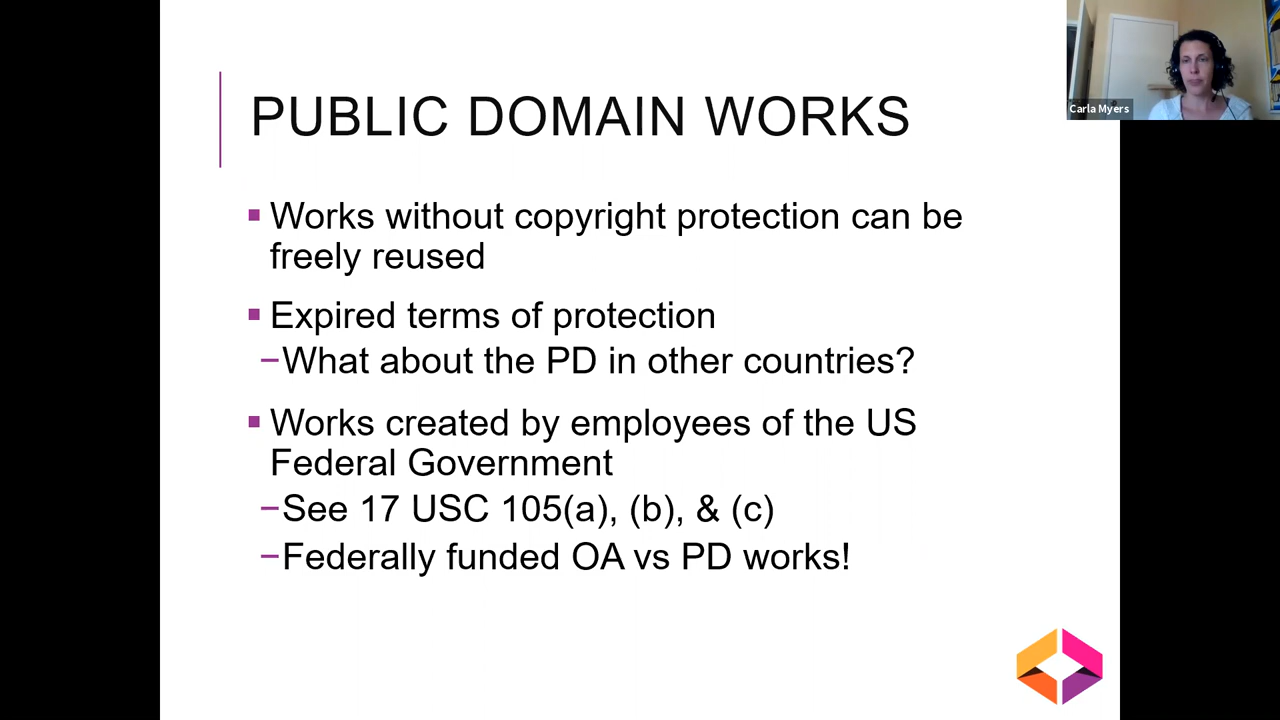 PUBLIC DOMAIN WORKS
Carla Myers
▪ Works without copyright protection can be
freely reused
▪ Expired terms of protection
–What about the PD in other countries?
▪ Works created by employees of the US
Federal Government
–See 17 USC 105(a), (b), & (c)
–Federally funded OA vs PD works!